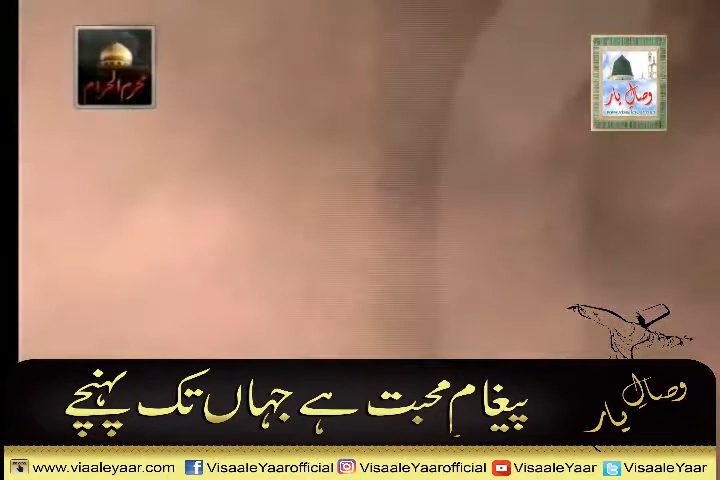 محرم الحرام
وصالِ یار
پیغامِ محبت ہے جہاں تک پہنچے
وصالِ یار
www.viaaleyaar.com VisaaleYaarofficial VisaaleYaarofficial VisaaleYaar VisaaleYaar